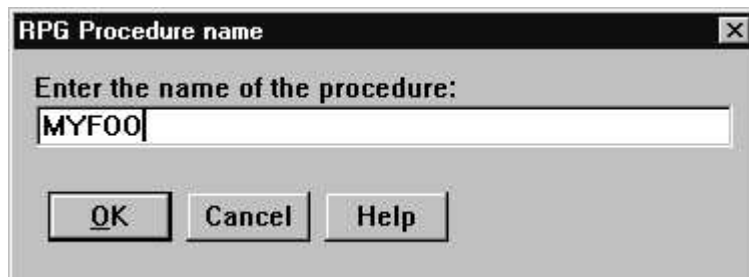 RPG Procedure name
Enter the name of the procedure:
MYFOO
OK Cancel Help